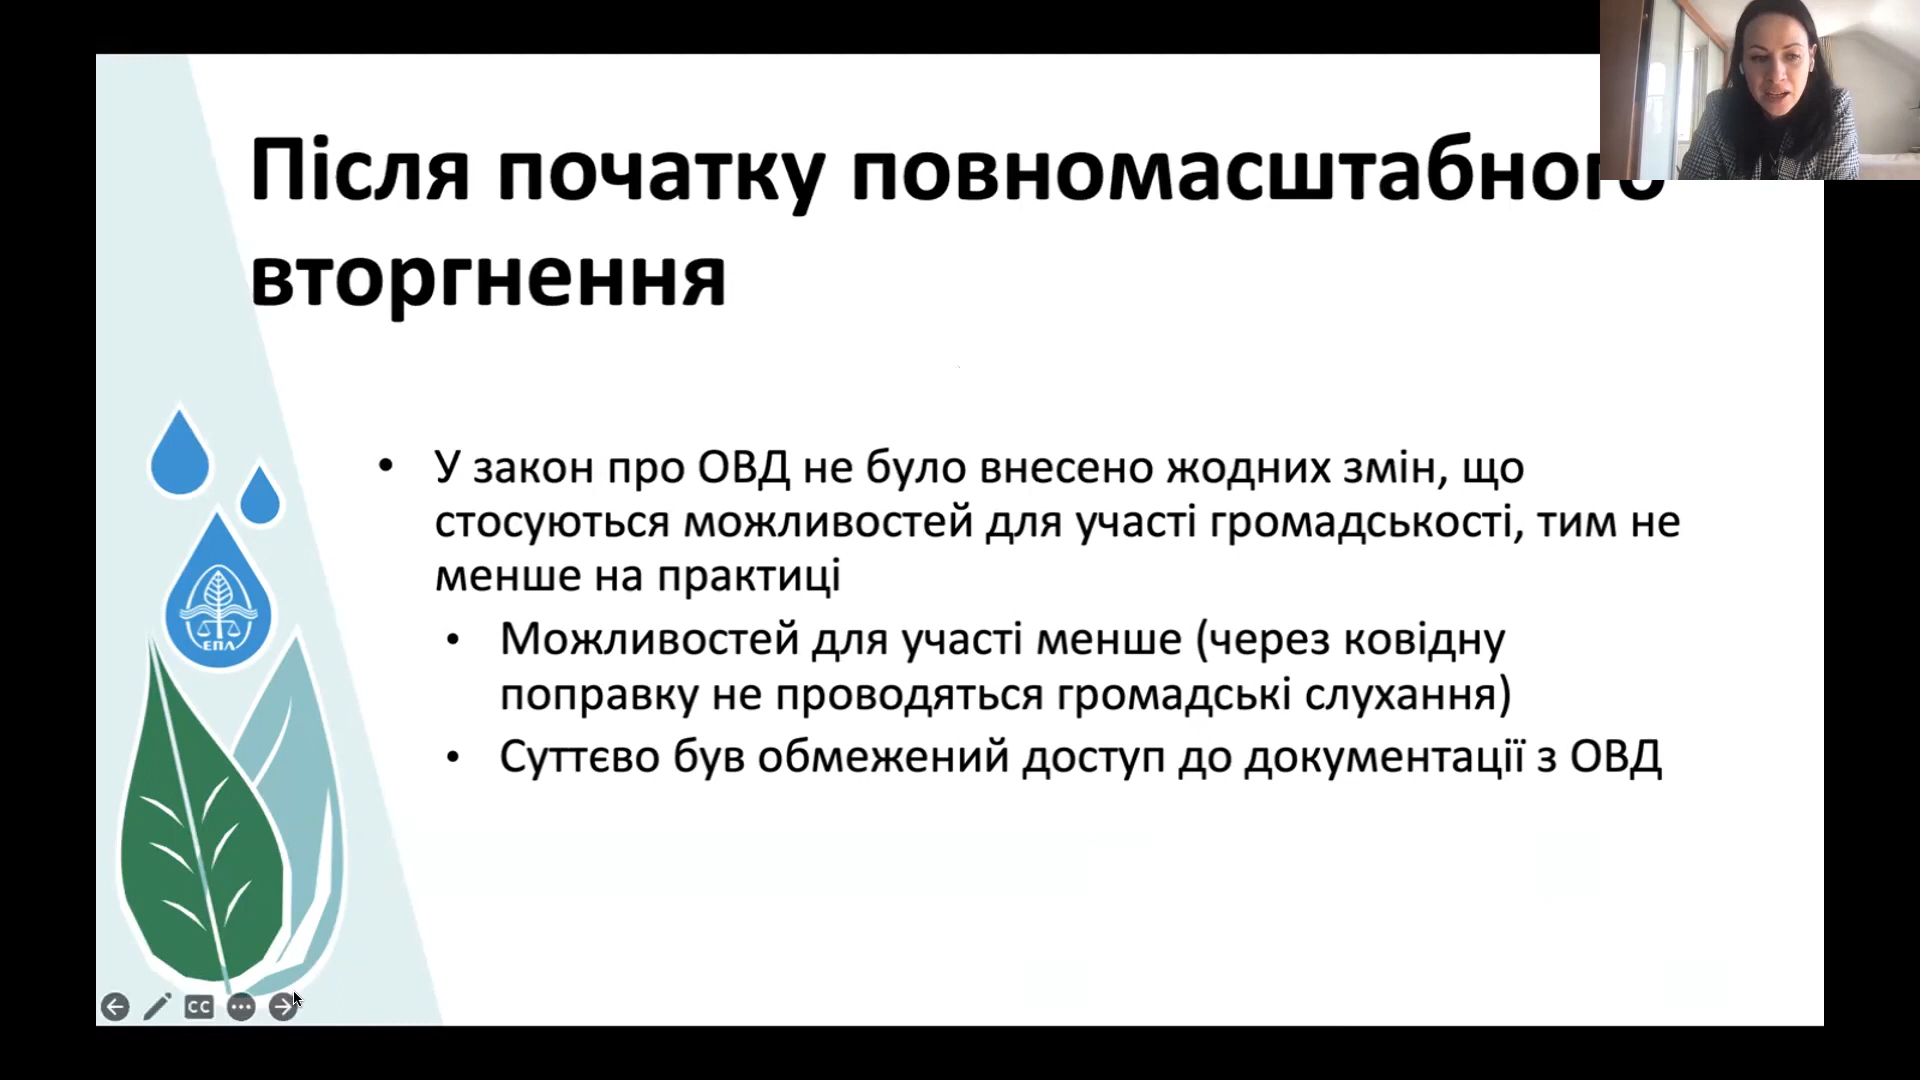 Після початку повномасштабного
вторгнення
• У закон про ОВД не було внесено жодних змін, що
стосуються можливостей для участі громадськості, тим не
менше на практиці
• Можливостей для участі менше (через ковідну
поправку не проводяться громадські слухання)
• Суттєво був обмежений доступ до документації з ОВД
ЕПЛ
CC